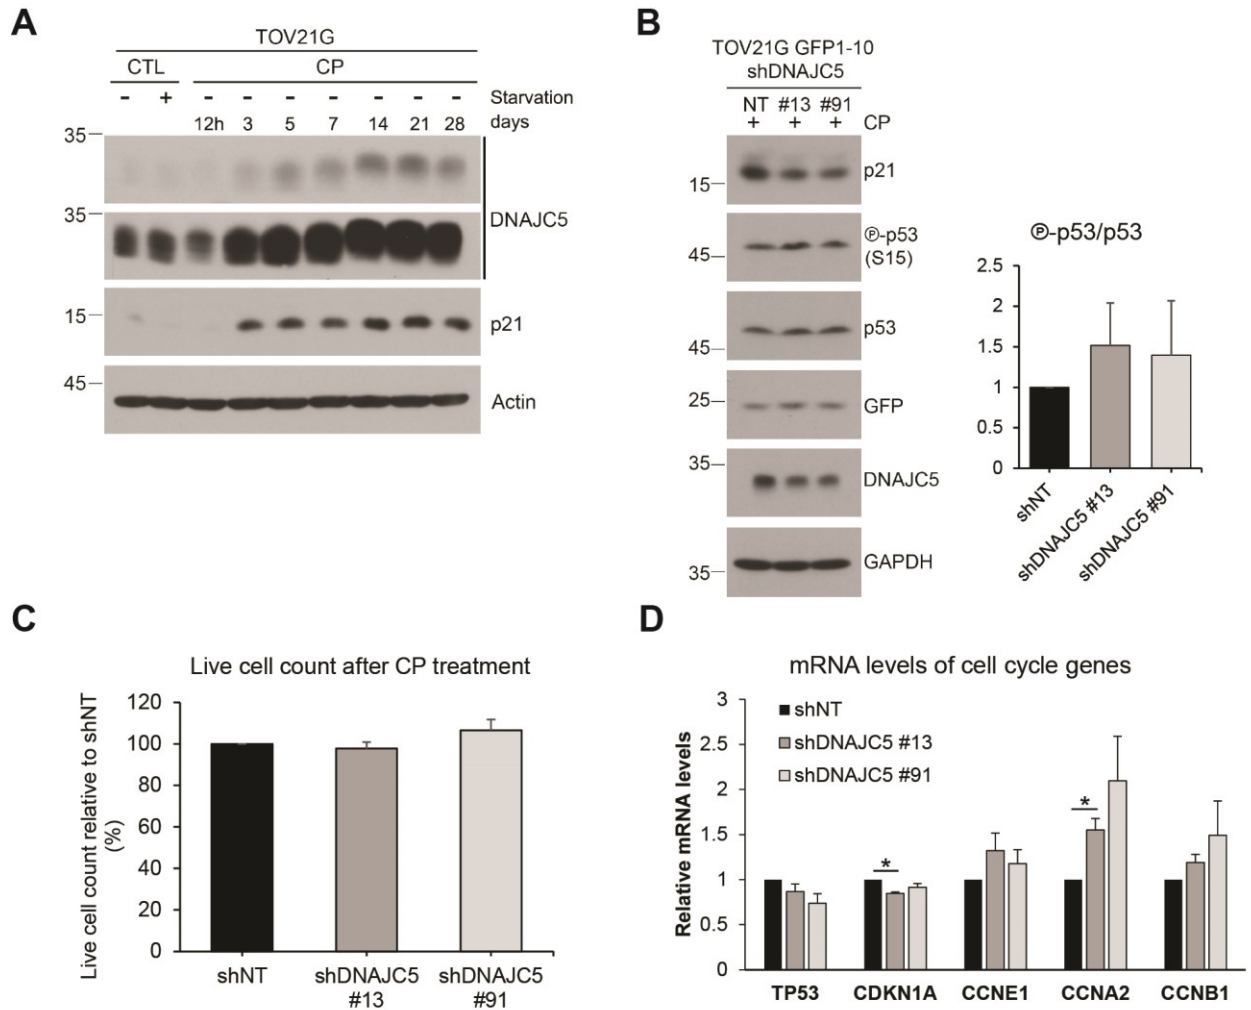 A
TOV21G
CTL CP
- + - - - - - - - Starvation
12h 3 5 7 14 21 28 days
35
35
DNAJC5
15
p21
45
Actin
B
TOV21G GFP1-10
shDNAJC5
NT #13 #91
+ + + CP
15
p21
45
Ⓟ-p53
(S15)
45
p53
25
GFP
35
DNAJC5
35
GAPDH
Ⓟ-p53/p53
2.5
2
1.5
1
0.5
0
shNT
shDNAJC5 #13
shDNAJC5 #91
C
Live cell count after CP treatment
Live cell count relative to shNT
(%)
120
100
80
60
40
20
0
shNT
shDNAJC5
#13
shDNAJC5
#91
D
mRNA levels of cell cycle genes
Relative mRNA levels
3
2.5
2
1.5
1
0.5
0
shNT
shDNAJC5 #13
shDNAJC5 #91
*
*
TP53 CDKN1A CCNE1 CCNA2 CCNB1